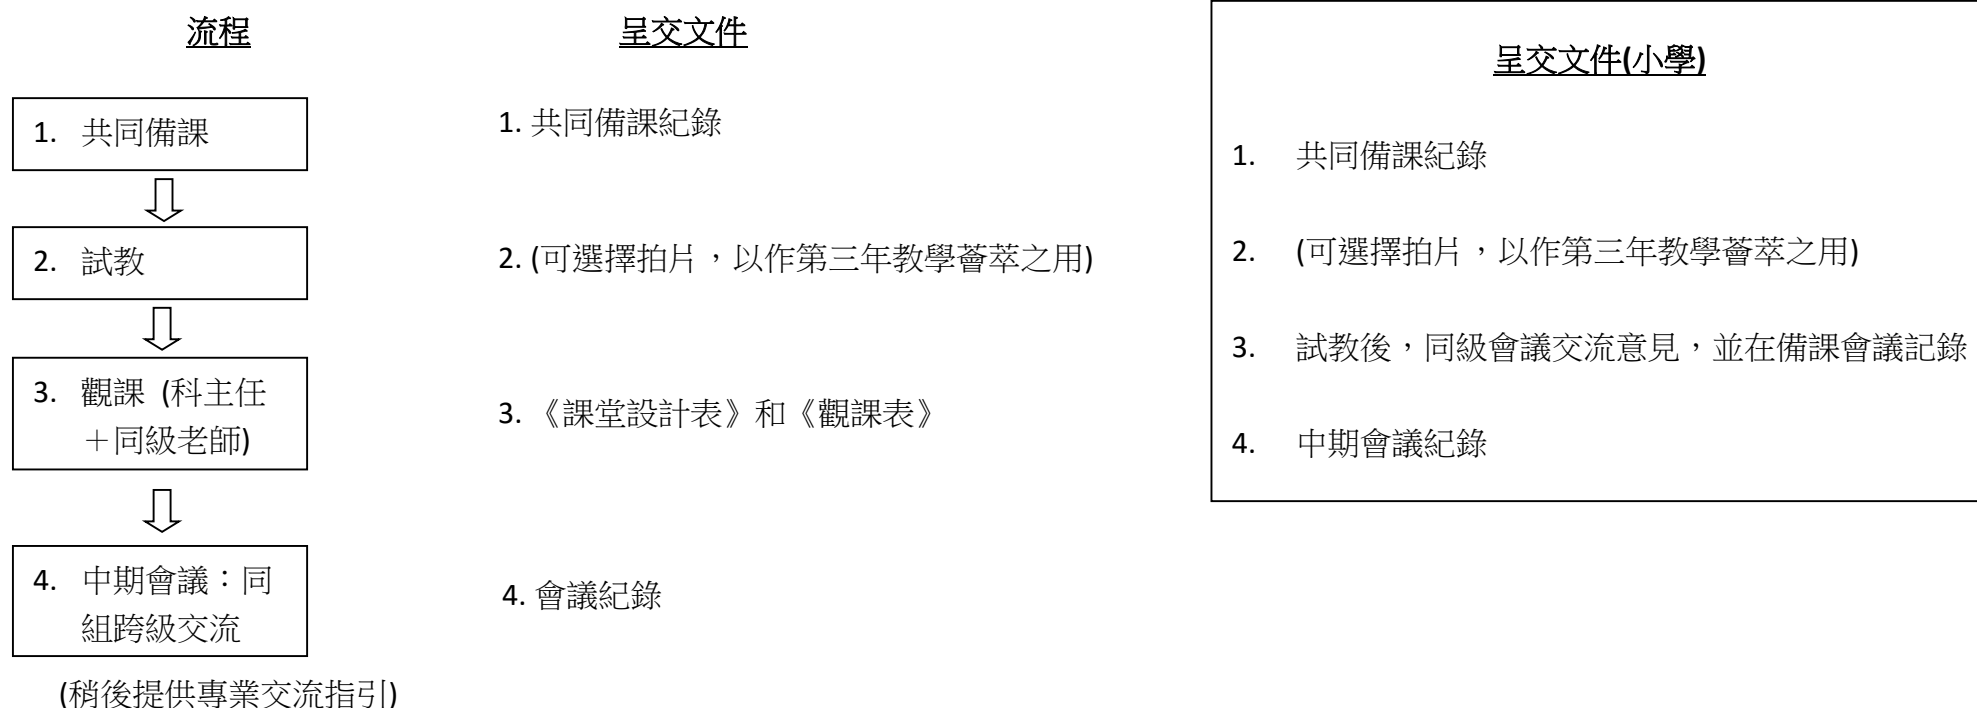 流程
1. 共同備課
2. 試教
3. 觀課 (科主任
＋同級老師)
4. 中期會議：同
組跨級交流
(稍後提供專業交流指引)
呈交文件
1. 共同備課紀錄
2. (可選擇拍片，以作第三年教學薈萃之用)
3. 《課堂設計表》和《觀課表》
4. 會議紀錄
呈交文件(小學)
1. 共同備課紀錄
2. (可選擇拍片，以作第三年教學薈萃之用)
3. 試教後，同級會議交流意見，並在備課會議記錄
4. 中期會議紀錄